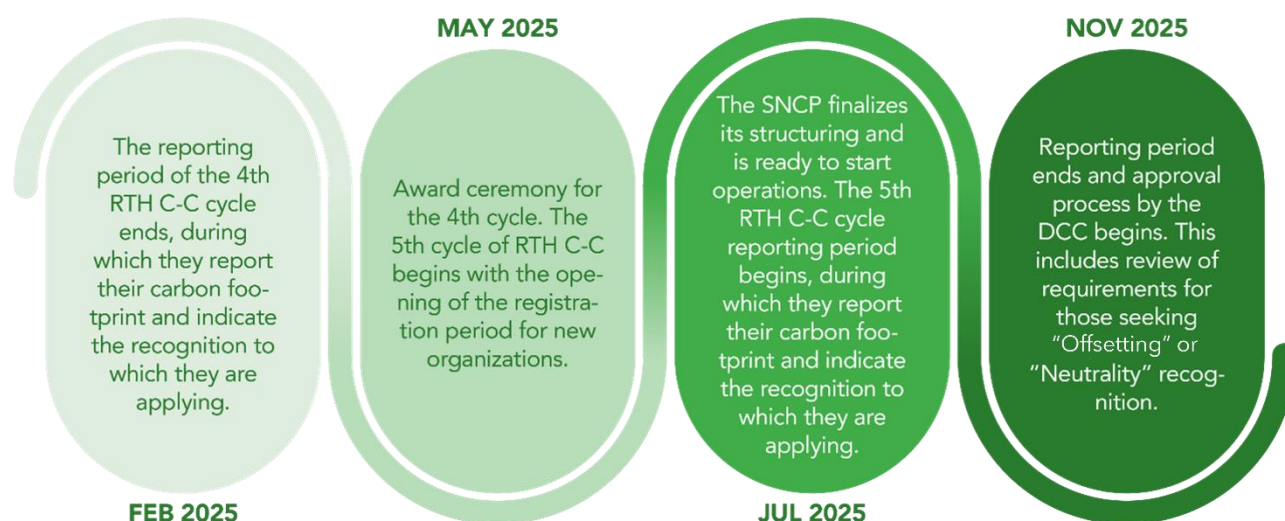 The reporting
period of the 4th
RTH C-C cycle
ends, during
which they report
their carbon foo-
tprint and indicate
the recognition to
which they are
applying.
FEB 2025
MAY 2025
Award ceremony for
the 4th cycle. The
5th cycle of RTH C-C
begins with the ope-
ning of the registra-
tion period for new
organizations.
The SNCP finalizes
its structuring and
is ready to start
operations. The 5th
RTH C-C cycle
reporting period
begins, during
which they report
their carbon foo-
tprint and indicate
the recognition to
which they are
applying.
JUL 2025
NOV 2025
Reporting period
ends and approval
process by the
DCC begins. This
includes review of
requirements for
those seeking
“Offsetting” or
“Neutrality” recog-
nition.